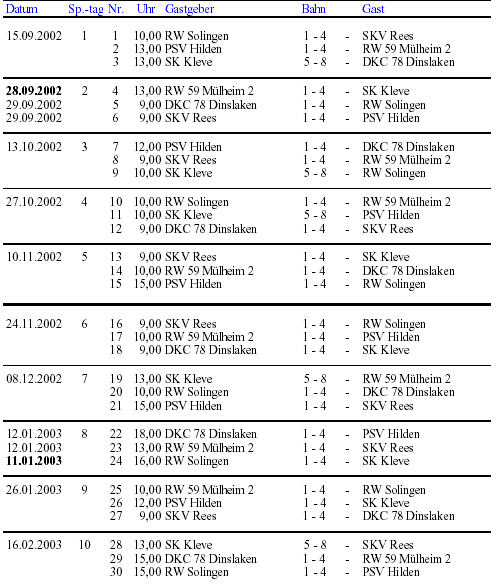 Datum Sp.-tag Nr. Uhr Gastgeber Bahn Gast
15.09.2002 1 1 10,00 RW Solingen 1 - 4 - SKV Rees
2 13,00 PSV Hilden 1 - 4 - RW 59 Mülheim 2
3 13,00 SK Kleve 5 - 8 - DKC 78 Dinslaken
28.09.2002 2 4 13,00 RW 59 Mülheim 2 1 - 4 - SK Kleve
29.09.2002 5 9,00 DKC 78 Dinslaken 1 - 4 - RW Solingen
29.09.2002 6 9,00 SKV Rees 1 - 4 - PSV Hilden
13.10.2002 3 7 12,00 PSV Hilden 1 - 4 - DKC 78 Dinslaken
8 9,00 SKV Rees 1 - 4 - RW 59 Mülheim 2
9 10,00 SK Kleve 5 - 8 - RW Solingen
27.10.2002 4 10 10,00 RW Solingen 1 - 4 - RW 59 Mülheim 2
11 10,00 SK Kleve 5 - 8 - PSV Hilden
12 9,00 DKC 78 Dinslaken 1 - 4 - SKV Rees
10.11.2002 5 13 9,00 SKV Rees 1 - 4 - SK Kleve
14 10,00 RW 59 Mülheim 2 1 - 4 - DKC 78 Dinslaken
15 15,00 PSV Hilden 1 - 4 - RW Solingen
24.11.2002 6 16 9,00 SKV Rees 1 - 4 - RW Solingen
17 10,00 RW 59 Mülheim 2 1 - 4 - PSV Hilden
18 9,00 DKC 78 Dinslaken 1 - 4 - SK Kleve
08.12.2002 7 19 13,00 SK Kleve 5 - 8 - RW 59 Mülheim 2
20 10,00 RW Solingen 1 - 4 - DKC 78 Dinslaken
21 15,00 PSV Hilden 1 - 4 - SKV Rees
12.01.2003 8 22 18,00 DKC 78 Dinslaken 1 - 4 - PSV Hilden
12.01.2003 23 13,00 RW 59 Mülheim 2 1 - 4 - SKV Rees
11.01.2003 24 16,00 RW Solingen 1 - 4 - SK Kleve
26.01.2003 9 25 10,00 RW 59 Mülheim 2 1 - 4 - RW Solingen
26 12,00 PSV Hilden 1 - 4 - SK Kleve
27 9,00 SKV Rees 1 - 4 - DKC 78 Dinslaken
16.02.2003 10 28 13,00 SK Kleve 5 - 8 - SKV Rees
29 15,00 DKC 78 Dinslaken 1 - 4 - RW 59 Mülheim 2
30 15,00 RW Solingen 1 - 4 - PSV Hilden